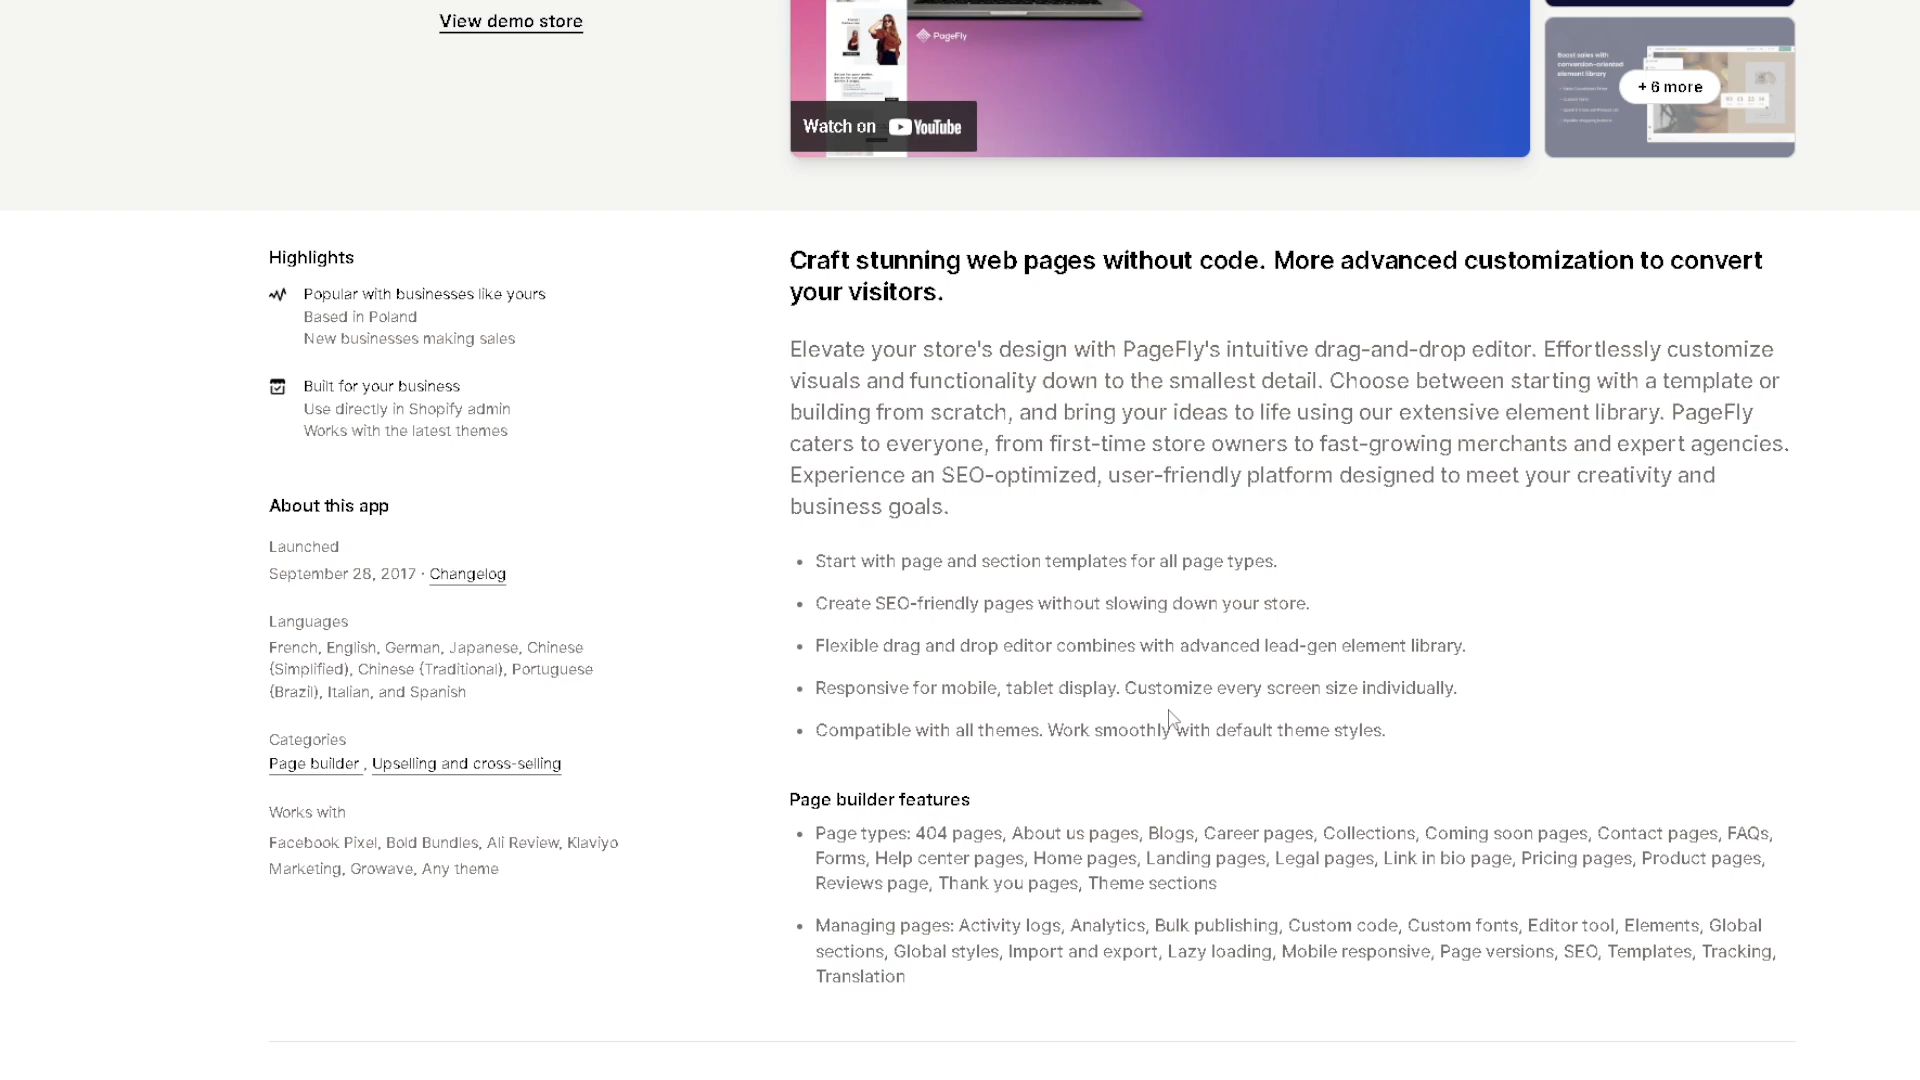 View demo store
PageFly
Watch on YouTube
Boost sales with
conversion-oriented
element library
+ 6 more
Highlights
Popular with businesses like yours
Based in Poland
New businesses making sales
Built for your business
Use directly in Shopify admin
Works with the latest themes
About this app
Launched
September 28, 2017 · Changelog
Languages
French, English, German, Japanese, Chinese
(Simplified), Chinese (Traditional), Portuguese
(Brazil), Italian, and Spanish
Categories
Page builder , Upselling and cross-selling
Works with
Facebook Pixel, Bold Bundles, Ali Review, Klaviyo
Marketing, Growave, Any theme
Craft stunning web pages without code. More advanced customization to convert
your visitors.
Elevate your store's design with PageFly's intuitive drag-and-drop editor. Effortlessly customize
visuals and functionality down to the smallest detail. Choose between starting with a template or
building from scratch, and bring your ideas to life using our extensive element library. PageFly
caters to everyone, from first-time store owners to fast-growing merchants and expert agencies.
Experience an SEO-optimized, user-friendly platform designed to meet your creativity and
business goals.
• Start with page and section templates for all page types.
• Create SEO-friendly pages without slowing down your store.
• Flexible drag and drop editor combines with advanced lead-gen element library.
• Responsive for mobile, tablet display. Customize every screen size individually.
• Compatible with all themes. Work smoothly with default theme styles.
Page builder features
• Page types: 404 pages, About us pages, Blogs, Career pages, Collections, Coming soon pages, Contact pages, FAQs,
Forms, Help center pages, Home pages, Landing pages, Legal pages, Link in bio page, Pricing pages, Product pages,
Reviews page, Thank you pages, Theme sections
• Managing pages: Activity logs, Analytics, Bulk publishing, Custom code, Custom fonts, Editor tool, Elements, Global
sections, Global styles, Import and export, Lazy loading, Mobile responsive, Page versions, SEO, Templates, Tracking,
Translation